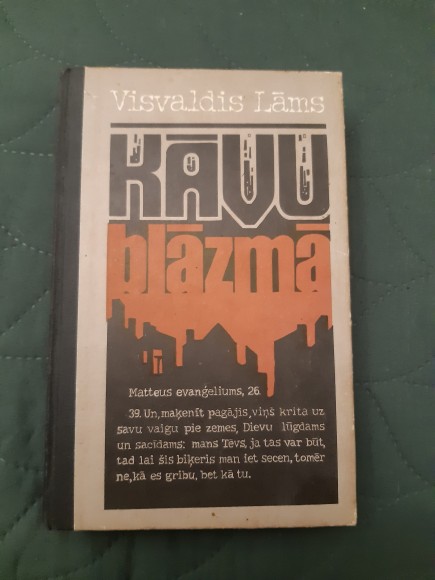 Visvaldis Lāms
KĀVU
blāzmā
Matteus evaņģeliums, 26.
39. Un, maķenīt pagājis, viņš krita uz
savu vaigu pie zemes, Dievu lūgdams
un sacīdams: mans Tēvs, ja tas var būt,
tad lai šis biķeris man iet secen, tomēr
ne, kā es gribu, bet kā tu.